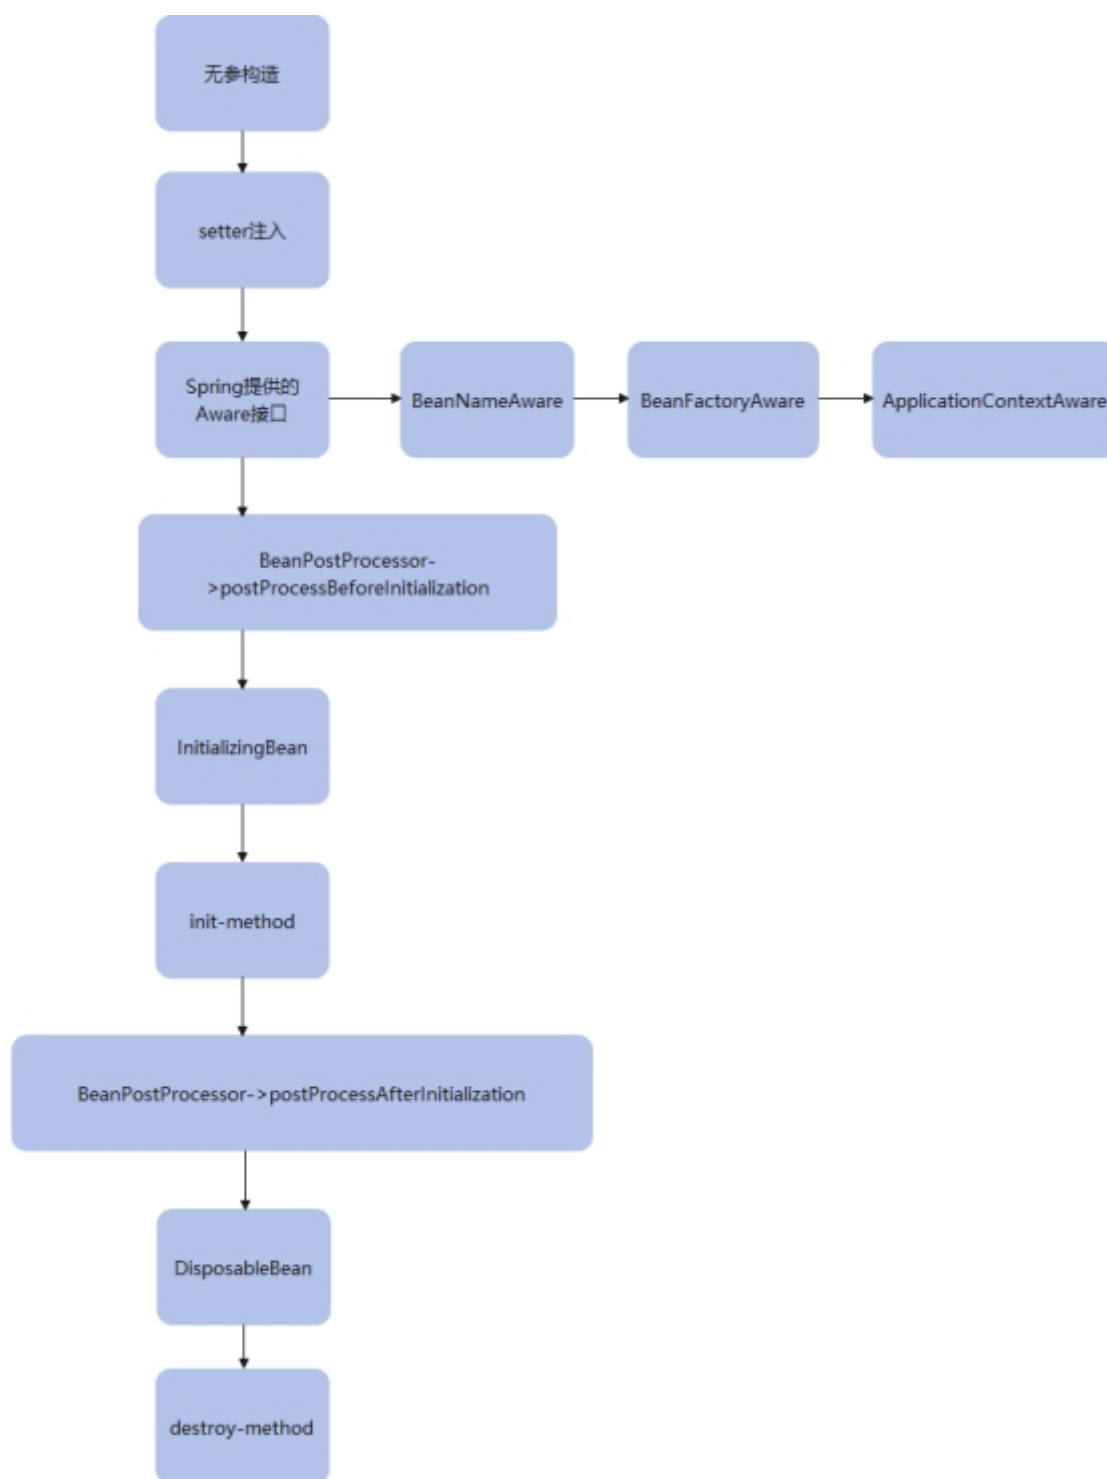 无参构造
setter注入
Spring提供的
Aware接口
BeanNameAware
BeanFactoryAware
ApplicationContextAware
BeanPostProcessor-
>postProcessBeforeInitialization
InitializingBean
init-method
BeanPostProcessor->postProcessAfterInitialization
DisposableBean
destroy-method